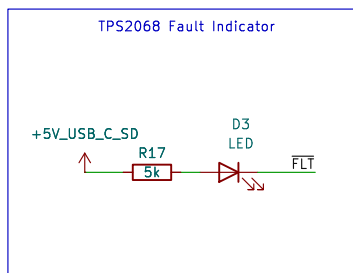 TPS2068 Fault Indicator
+5V_USB_C_SD
R17
5k
D3
LED
FLT